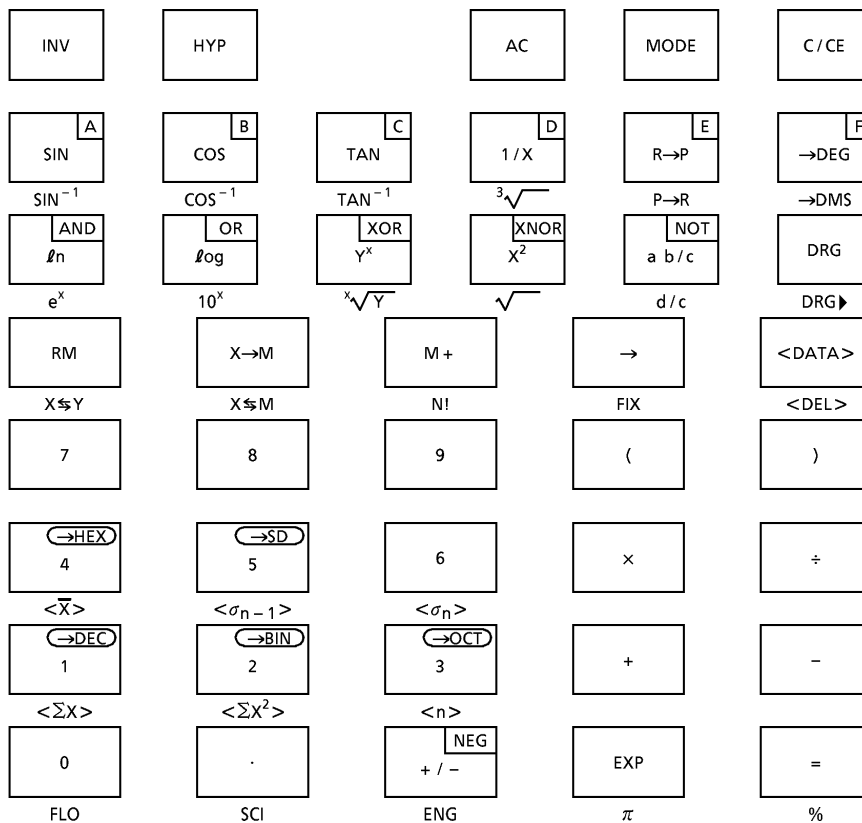 INV HYP AC MODE C/CE
A B C D E F
SIN COS TAN 1/X R→P →DEG
SIN⁻¹ COS⁻¹ TAN⁻¹ ³√ P→R →DMS
AND OR XOR XNOR NOT
ℓn ℓog Yˣ X² a b/c DRG
eˣ 10ˣ ˣ√Y √ d/c DRG▶
RM X→M M+ → <DATA>
X⇆Y X⇆M N! FIX <DEL>
7 8 9 ( )
→HEX →SD
4 5 6 × ÷
<X̅> <σn−1> <σn>
→DEC →BIN →OCT
1 2 3 + −
<ΣX> <ΣX²> <n>
NEG
0 · +/− EXP =
FLO SCI ENG π %